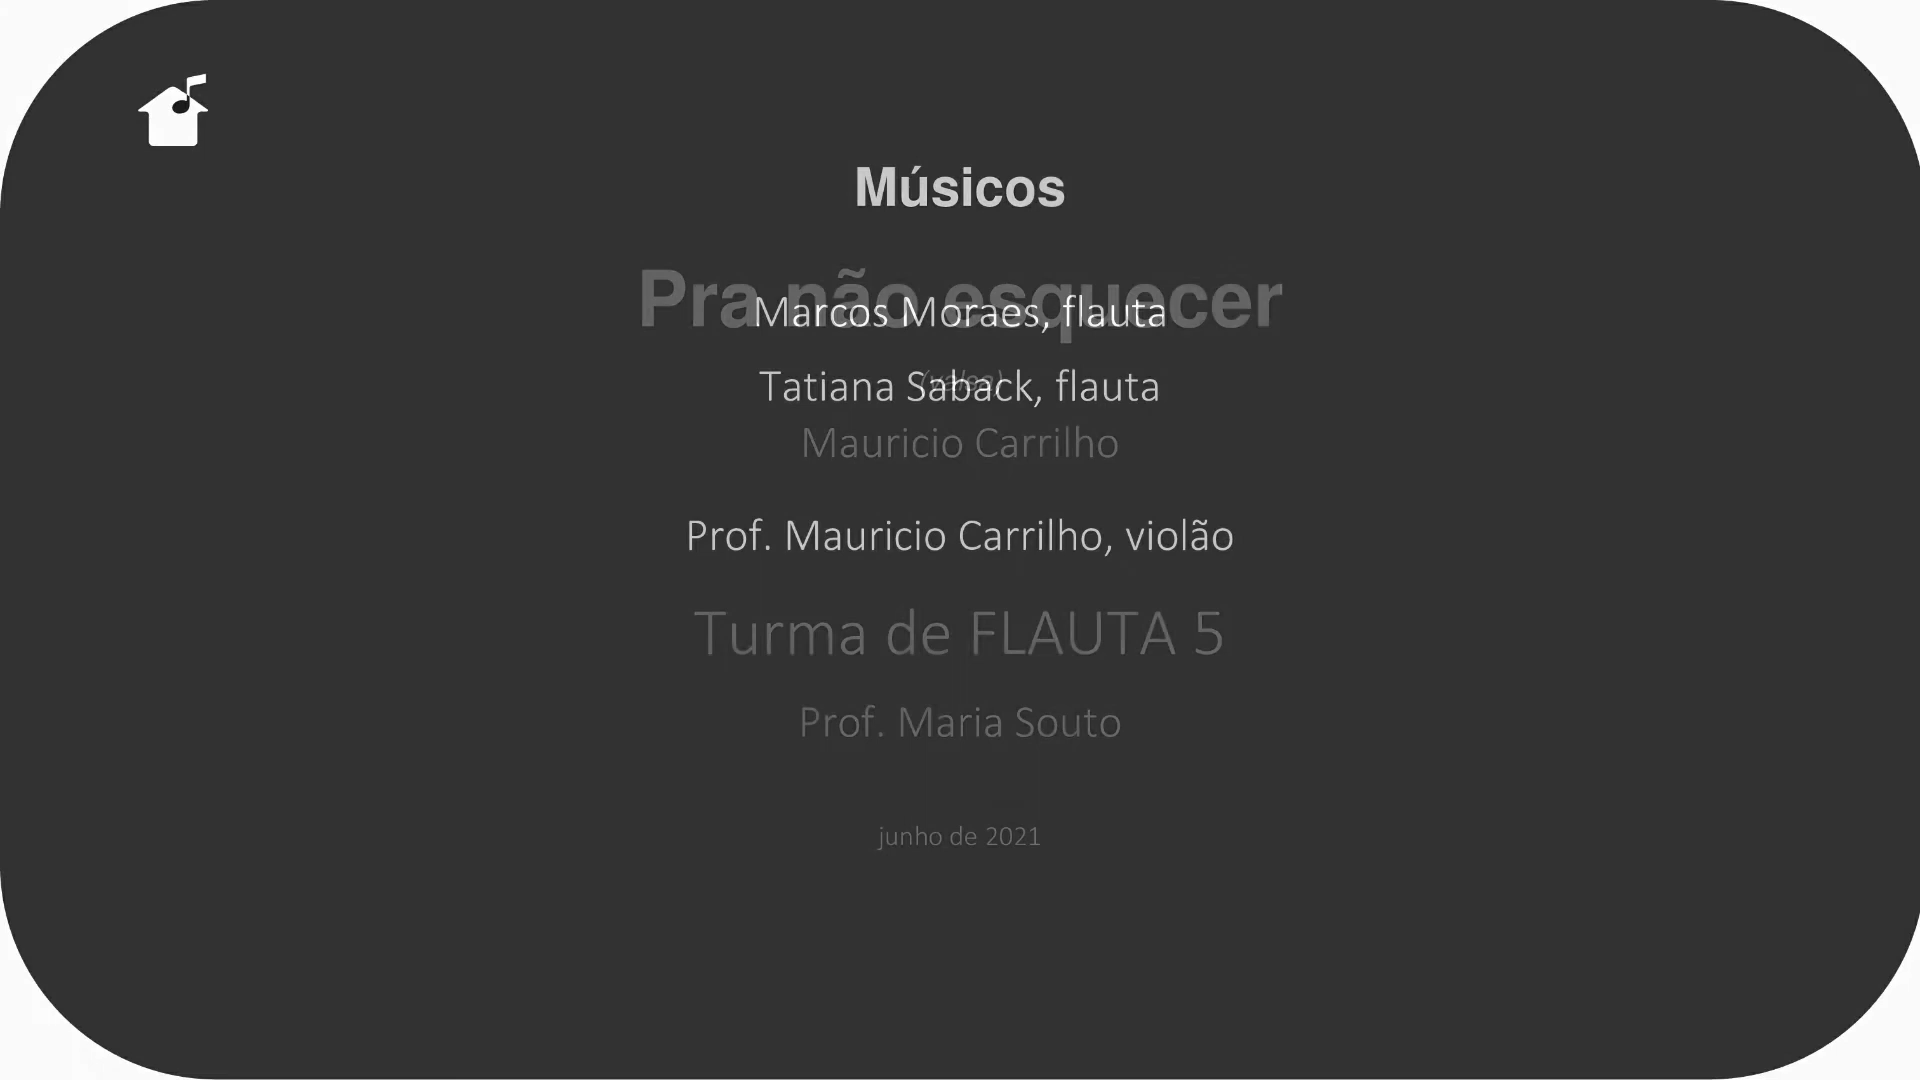 Músicos
Pra não esquecer
Marcos Moraes, flauta
(valsa)
Tatiana Saback, flauta
Mauricio Carrilho
Prof. Mauricio Carrilho, violão
Turma de FLAUTA 5
Prof. Maria Souto
junho de 2021